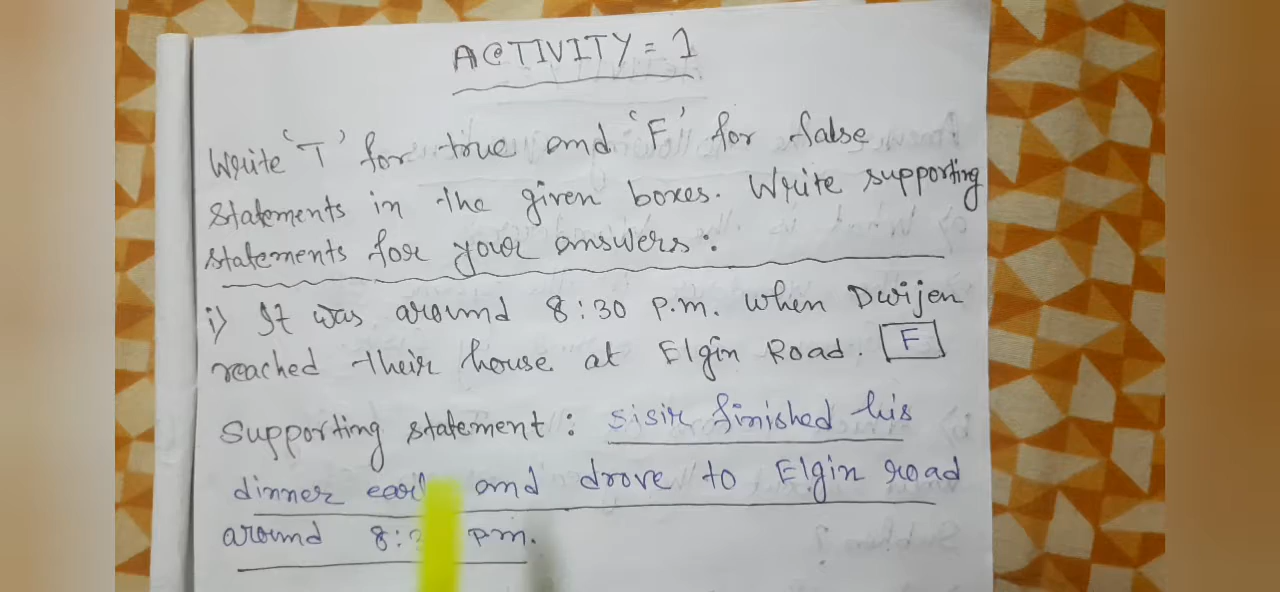 ACTIVITY = 1
Write 'T' for true and 'F' for false
statements in the given boxes. Write supporting
statements for your answers :
i) It was around 8:30 p.m. when Dwijen
reached their house at Elgin Road. F
Supporting statement : Sisir finished his
dinner and drove to Elgin road
around p.m.